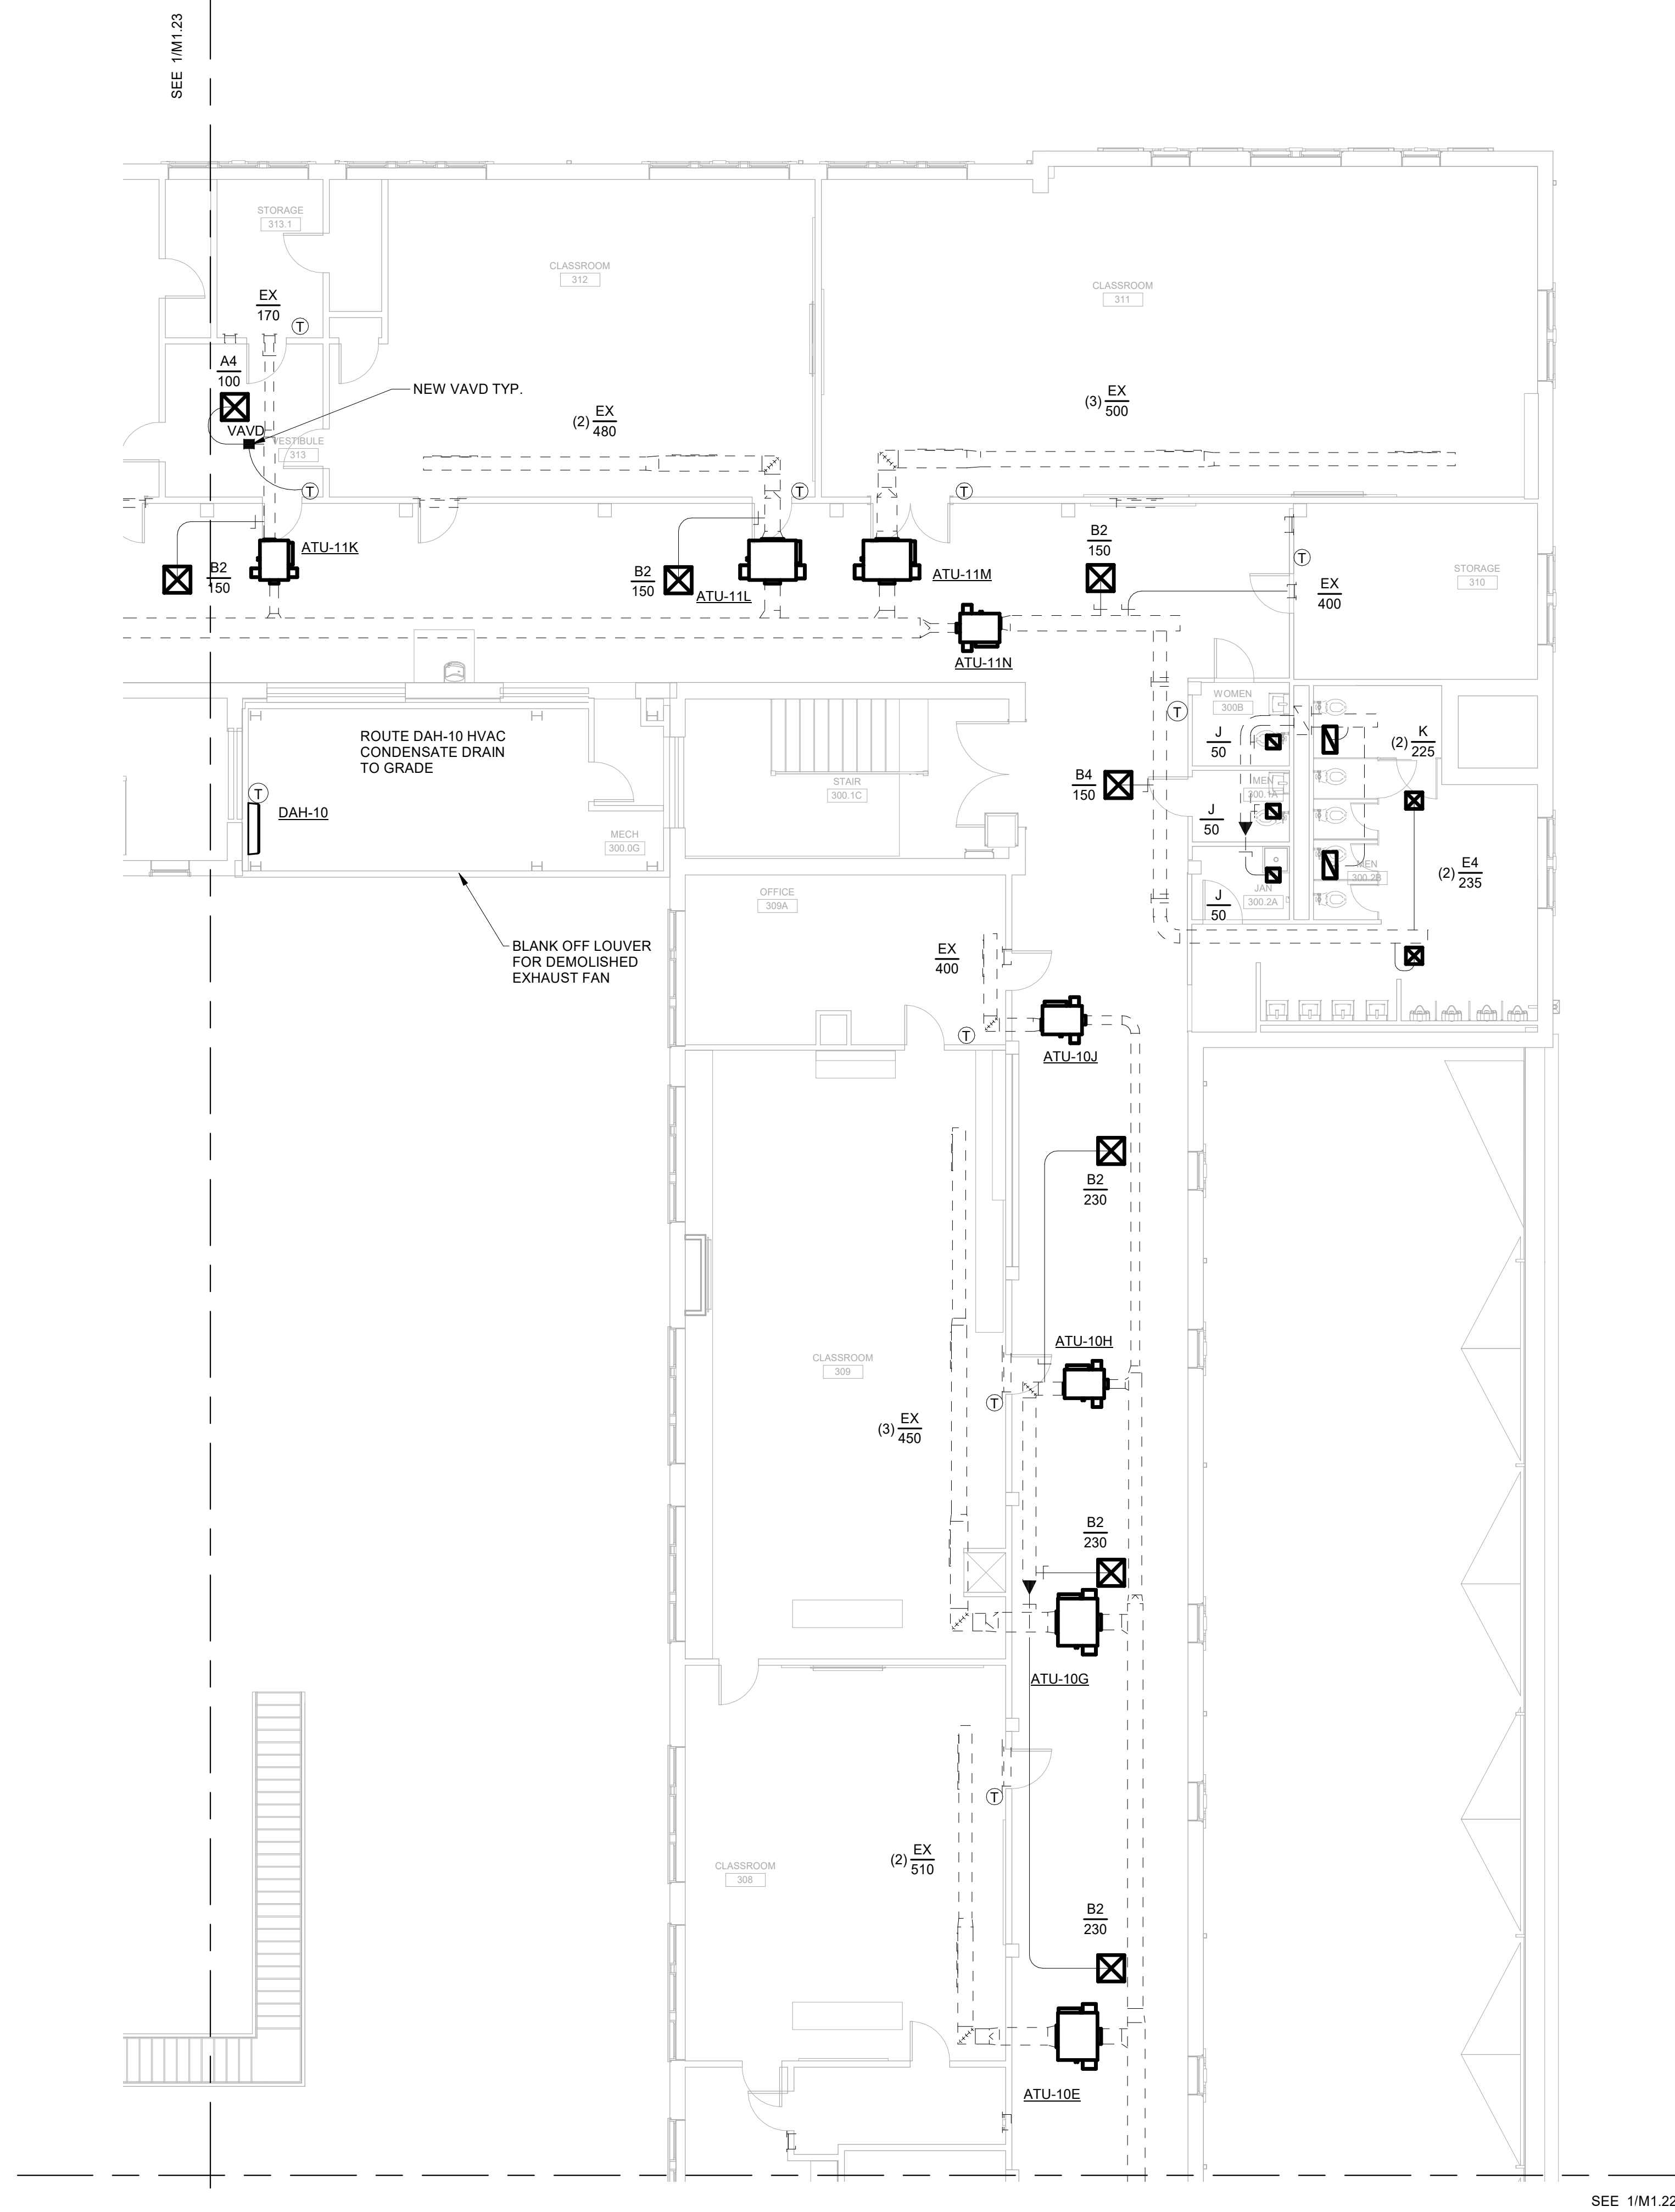 SEE 1/M1.23
STORAGE
313.1
EX
170
T
A4
100
VAVD
NEW VAVD TYP.
VESTIBULE
313
T
CLASSROOM
312
(2) EX
480
T
CLASSROOM
311
(3) EX
500
T
B2
150
ATU-11K
B2
150
ATU-11L
ATU-11M
B2
150
T
EX
400
STORAGE
310
ATU-11N
ROUTE DAH-10 HVAC
CONDENSATE DRAIN
TO GRADE
T
DAH-10
MECH
300.0G
STAIR
300.1C
WOMEN
300B
T
J
50
(2) K
225
B4
150
MEN
300.1A
J
50
MEN
300.2B
(2) E4
235
JAN
300.2A
J
50
BLANK OFF LOUVER
FOR DEMOLISHED
EXHAUST FAN
OFFICE
309A
EX
400
T
ATU-10J
B2
230
ATU-10H
CLASSROOM
309
T
(3) EX
450
B2
230
ATU-10G
T
CLASSROOM
308
(2) EX
510
B2
230
ATU-10E
SEE 1/M1.22